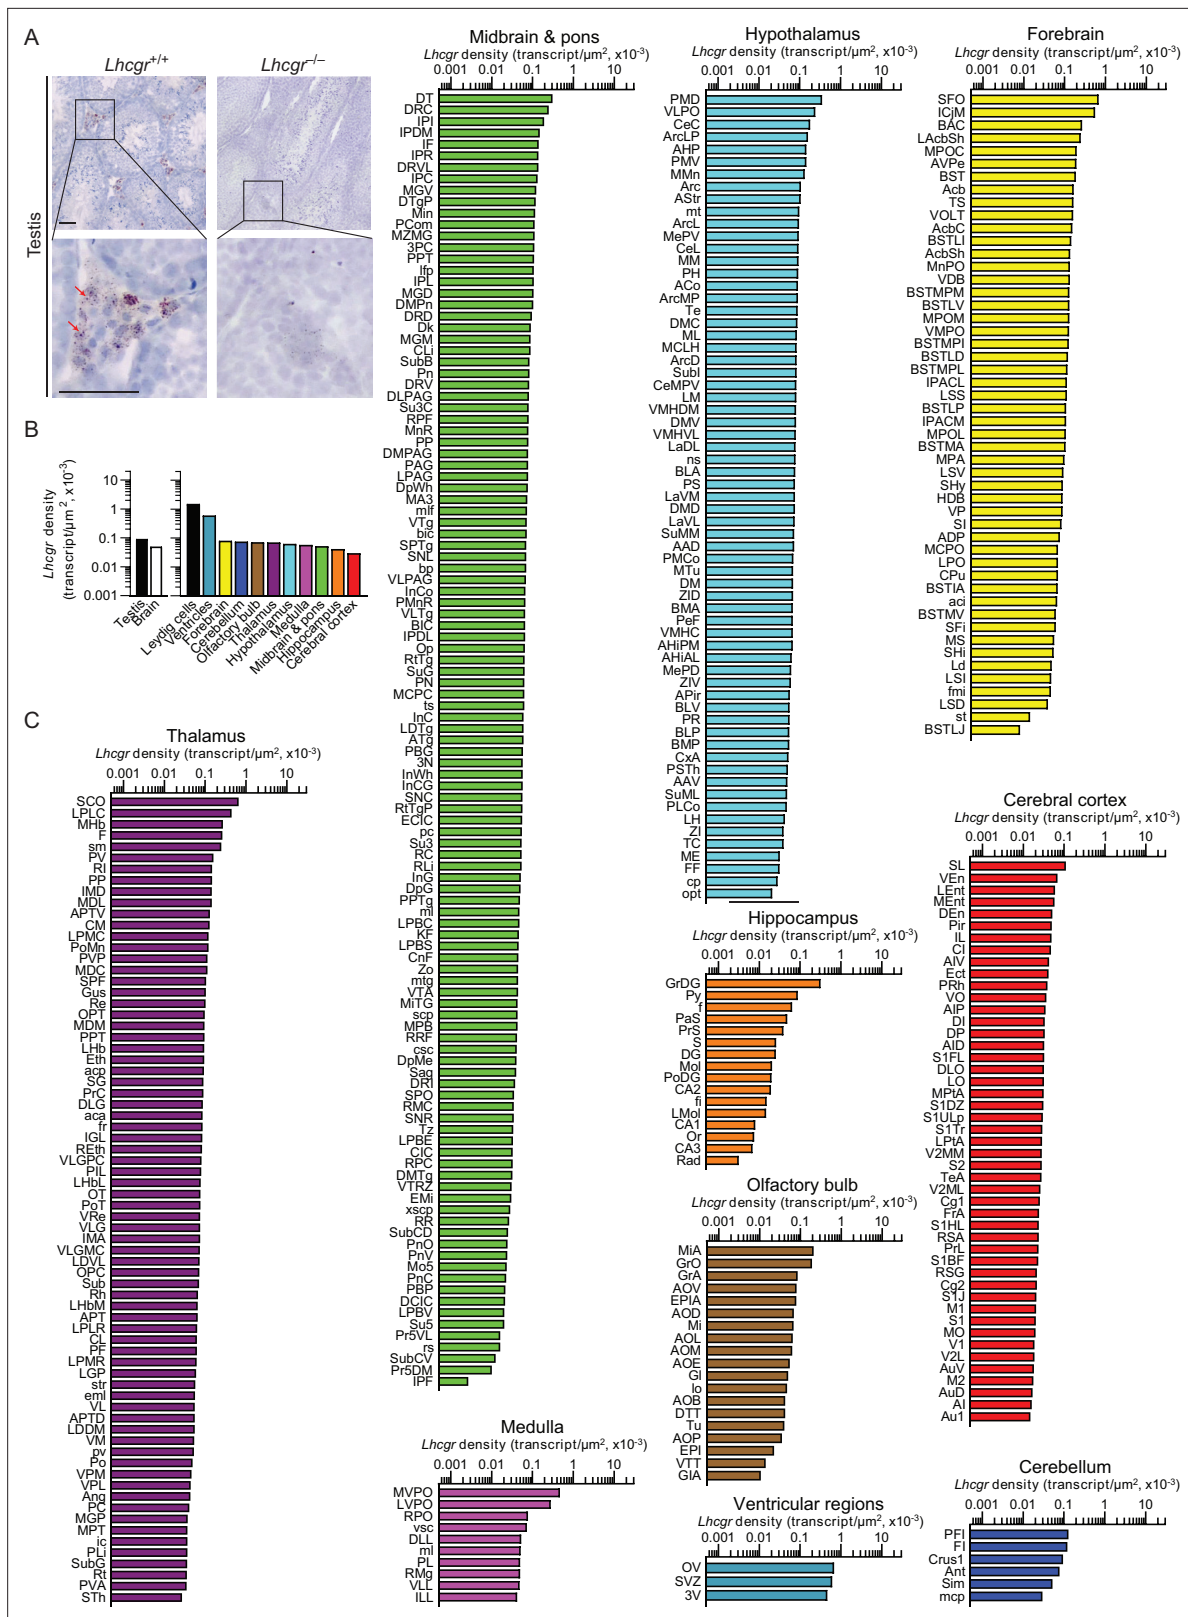 A
Lhcgr+/+
Lhcgr–/–
Testis
B
Lhcgr density
(transcript/µm², x10-3)
10
1
0.1
0.01
0.001
Testis
Brain
Leydig cells
Ventricles
Forebrain
Cerebellum
Olfactory bulb
Thalamus
Hypothalamus
Medulla
Midbrain & pons
Hippocampus
Cerebral cortex
C
Thalamus
Lhcgr density (transcript/µm², x10-3)
0.001 0.01 0.1 1 10
SCO
LPLC
MHb
F
sm
PV
RI
PP
IMD
MDL
APTV
CM
LPMC
PoMn
PVP
MDC
SPF
Gus
Re
OPT
MDM
PPT
LHb
Eth
acp
SG
PrC
DLG
aca
fr
IGL
REth
VLGPC
PIL
LHbL
OT
PoT
VRe
VLG
IMA
VLGMC
LDVL
OPC
Sub
Rh
LHbM
APT
LPLR
CL
PF
LPMR
LGP
str
eml
VL
APTD
LDDM
VM
pv
Po
VPM
VPL
Ang
PC
MGP
MPT
ic
PLi
SubG
Rt
PVA
STh
Midbrain & pons
Lhcgr density (transcript/µm², x10-3)
0.001 0.01 0.1 1 10
DT
DRC
IPI
IPDM
IF
IPR
DRVL
IPC
MGV
DTgP
Min
PCom
MZMG
3PC
PPT
Ifp
IPL
MGD
DMPn
DRD
Dk
MGM
CLi
SubB
Pn
DRV
DLPAG
Su3C
RPF
MnR
PP
DMPAG
PAG
LPAG
DpWh
MA3
mlf
VTg
bic
SPTg
SNL
bp
VLPAG
InCo
PMnR
VLTg
BIC
IPDL
Op
RtTg
SuG
PN
MCPC
ts
InC
LDTg
ATg
PBG
3N
InWh
InCG
SNC
RtTgP
ECIC
pc
Su3
RC
RLi
InG
DpG
PPTg
ml
LPBC
KF
LPBS
CnF
Zo
mtg
VTA
MiTG
scp
MPB
RRF
csc
DpMe
Sag
DRI
SPO
RMC
SNR
Tz
LPBE
CIC
RPC
DMTg
VTRZ
EMi
xscp
RR
SubCD
PnO
PnV
Mo5
PnC
PBP
DCIC
LPBV
Su5
Pr5VL
rs
SubCV
Pr5DM
IPF
Medulla
Lhcgr density (transcript/µm², x10-3)
0.001 0.01 0.1 1 10
MVPO
LVPO
RPO
vsc
DLL
ml
PL
RMg
VLL
ILL
Hypothalamus
Lhcgr density (transcript/µm², x10-3)
0.001 0.01 0.1 1 10
PMD
VLPO
CeC
ArcLP
AHP
PMV
MMn
Arc
AStr
mt
ArcL
MePV
CeL
MM
PH
ACo
ArcMP
Te
DMC
ML
MCLH
ArcD
SubI
CeMPV
LM
VMHDM
DMV
VMHVL
LaDL
ns
BLA
PS
LaVM
DMD
LaVL
SuMM
AAD
PMCo
MTu
DM
ZID
BMA
PeF
VMHC
AHiPM
AHiAL
MePD
ZIV
APir
BLV
PR
BLP
BMP
CxA
PSTh
AAV
SuML
PLCo
LH
ZI
TC
ME
FF
cp
opt
Hippocampus
Lhcgr density (transcript/µm², x10-3)
0.001 0.01 0.1 1 10
GrDG
Py
f
PaS
PrS
S
DG
Mol
PoDG
CA2
fi
LMol
CA1
Or
CA3
Rad
Olfactory bulb
Lhcgr density (transcript/µm², x10-3)
0.001 0.01 0.1 1 10
MiA
GrO
GrA
AOV
EPIA
AOD
Mi
AOL
AOM
AOE
Gl
lo
AOB
DTT
Tu
AOP
EPI
VTT
GlA
Ventricular regions
Lhcgr density (transcript/µm², x10-3)
0.001 0.01 0.1 1 10
OV
SVZ
3V
Forebrain
Lhcgr density (transcript/µm², x10-3)
0.001 0.01 0.1 1 10
SFO
ICjM
BAC
LAcbSh
MPOC
AVPe
BST
Acb
TS
VOLT
AcbC
BSTLI
AcbSh
MnPO
VDB
BSTMPM
BSTLV
MPOM
VMPO
BSTMPI
BSTLD
BSTMPL
IPACL
LSS
BSTLP
IPACM
MPOL
BSTMA
MPA
LSV
SHy
HDB
VP
SI
ADP
MCPO
LPO
CPu
BSTIA
aci
BSTMV
SFi
MS
SHi
Ld
LSI
fmi
LSD
st
BSTLJ
Cerebral cortex
Lhcgr density (transcript/µm², x10-3)
0.001 0.01 0.1 1 10
SL
VEn
LEnt
MEnt
DEn
Pir
IL
Cl
AIV
Ect
PRh
VO
AIP
DI
DP
AID
S1FL
DLO
LO
MPtA
S1DZ
S1ULp
S1Tr
LPtA
V2MM
S2
TeA
V2ML
Cg1
FrA
S1HL
RSA
PrL
S1BF
RSG
Cg2
S1J
M1
S1
MO
V1
V2L
AuV
M2
AuD
AI
Au1
Cerebellum
Lhcgr density (transcript/µm², x10-3)
0.001 0.01 0.1 1 10
PFl
Fl
Crus1
Ant
Sim
mcp